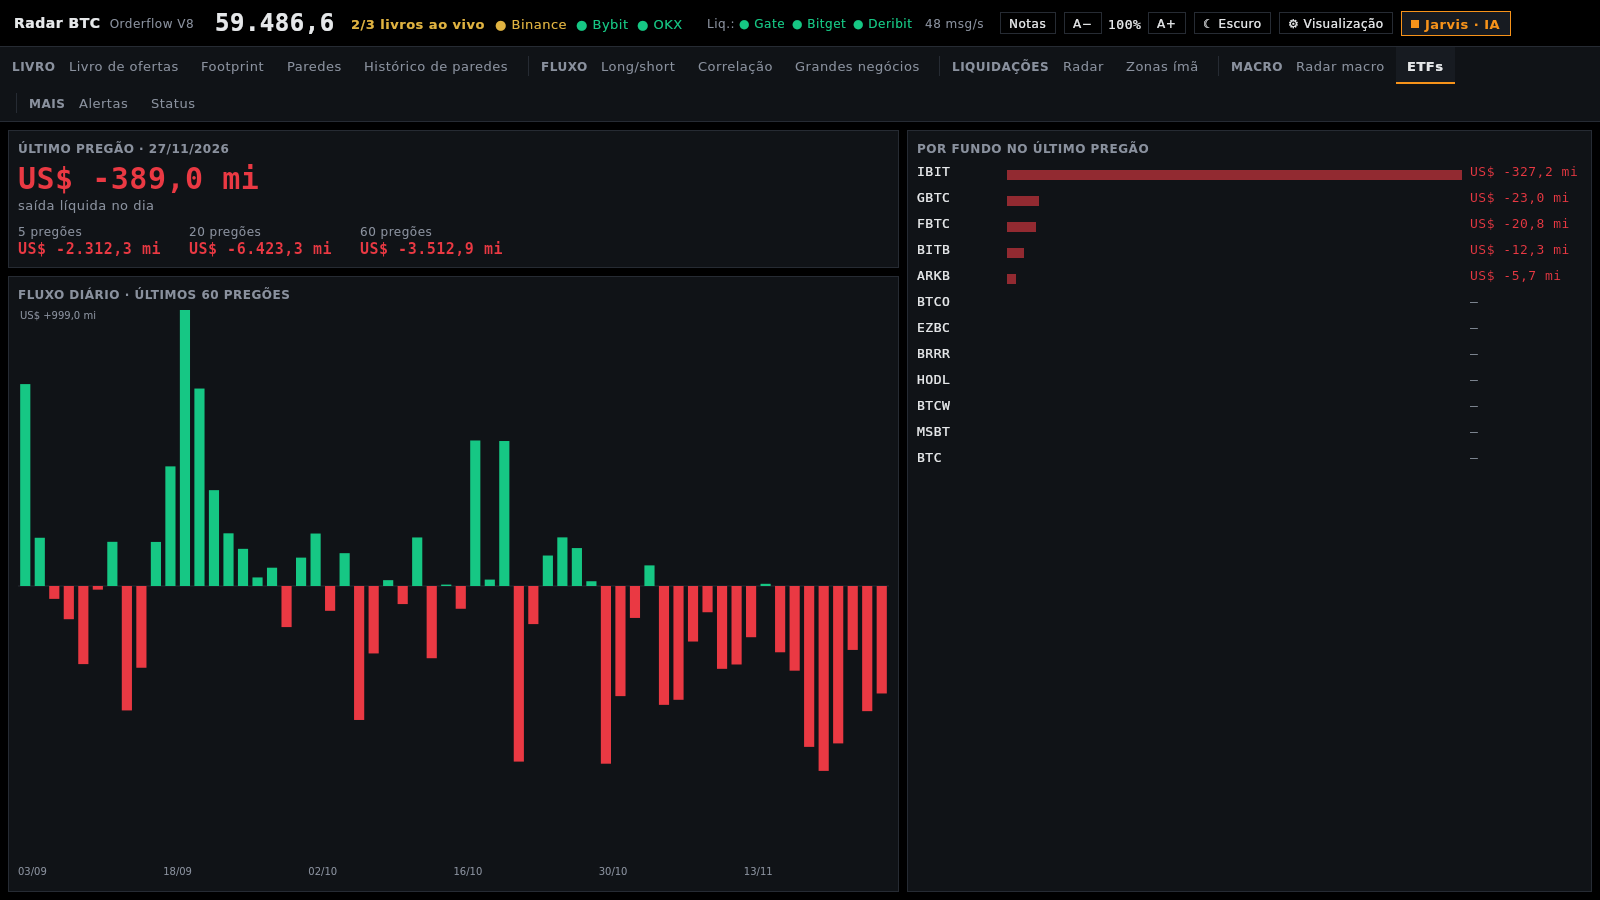 Radar BTC Orderflow V8 59.486,6 2/3 livros ao vivo ● Binance ● Bybit ● OKX Liq.: ● Gate ● Bitget ● Deribit 48 msg/s Notas A− 100% A+ ☾ Escuro ⚙ Visualização ■ Jarvis · IA
LIVRO Livro de ofertas Footprint Paredes Histórico de paredes FLUXO Long/short Correlação Grandes negócios LIQUIDAÇÕES Radar Zonas ímã MACRO Radar macro ETFs
MAIS Alertas Status
ÚLTIMO PREGÃO · 27/11/2026
US$ -389,0 mi
saída líquida no dia
5 pregões 20 pregões 60 pregões
US$ -2.312,3 mi US$ -6.423,3 mi US$ -3.512,9 mi
FLUXO DIÁRIO · ÚLTIMOS 60 PREGÕES
US$ +999,0 mi
03/09 18/09 02/10 16/10 30/10 13/11
POR FUNDO NO ÚLTIMO PREGÃO
IBIT US$ -327,2 mi
GBTC US$ -23,0 mi
FBTC US$ -20,8 mi
BITB US$ -12,3 mi
ARKB US$ -5,7 mi
BTCO —
EZBC —
BRRR —
HODL —
BTCW —
MSBT —
BTC —